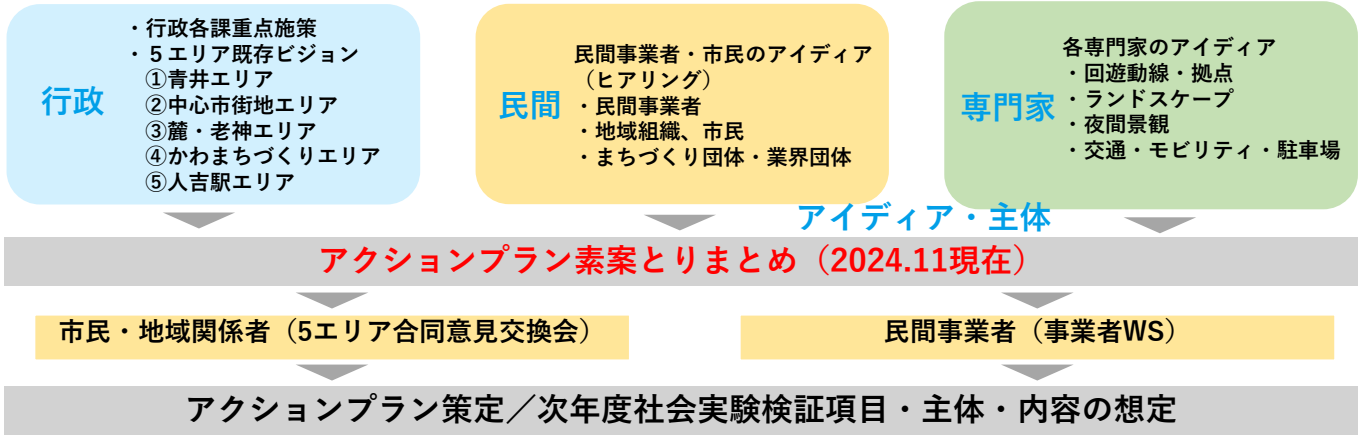 行政
・行政各課重点施策
・５エリア既存ビジョン
①青井エリア
②中心市街地エリア
③麓・老神エリア
④かわまちづくりエリア
⑤人吉駅エリア
民間
民間事業者・市民のアイディア
（ヒアリング）
・民間事業者
・地域組織、市民
・まちづくり団体・業界団体
専門家
各専門家のアイディア
・回遊動線・拠点
・ランドスケープ
・夜間景観
・交通・モビリティ・駐車場
アイディア・主体
アクションプラン素案とりまとめ（2024.11現在）
市民・地域関係者（5エリア合同意見交換会）
民間事業者（事業者WS）
アクションプラン策定／次年度社会実験検証項目・主体・内容の想定